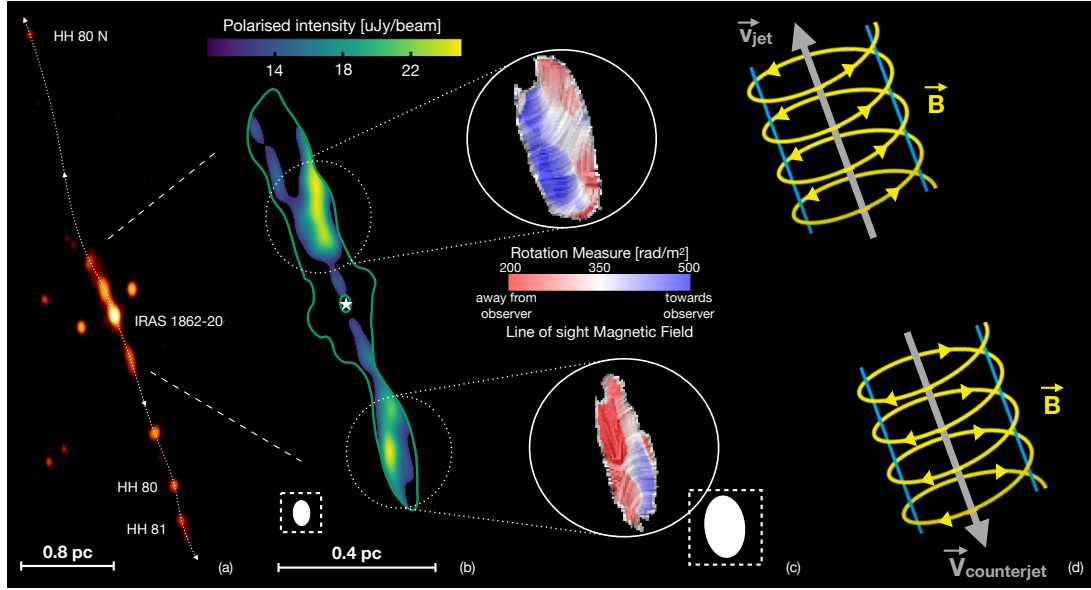 HH 80 N
IRAS 1862-20
HH 80
HH 81
0.8 pc
(a)
Polarised intensity [uJy/beam]
14 18 22
0.4 pc
(b)
Rotation Measure [rad/m²]
200 350 500
away from observer
towards observer
Line of sight Magnetic Field
(c)
V jet
B
B
V counterjet
(d)